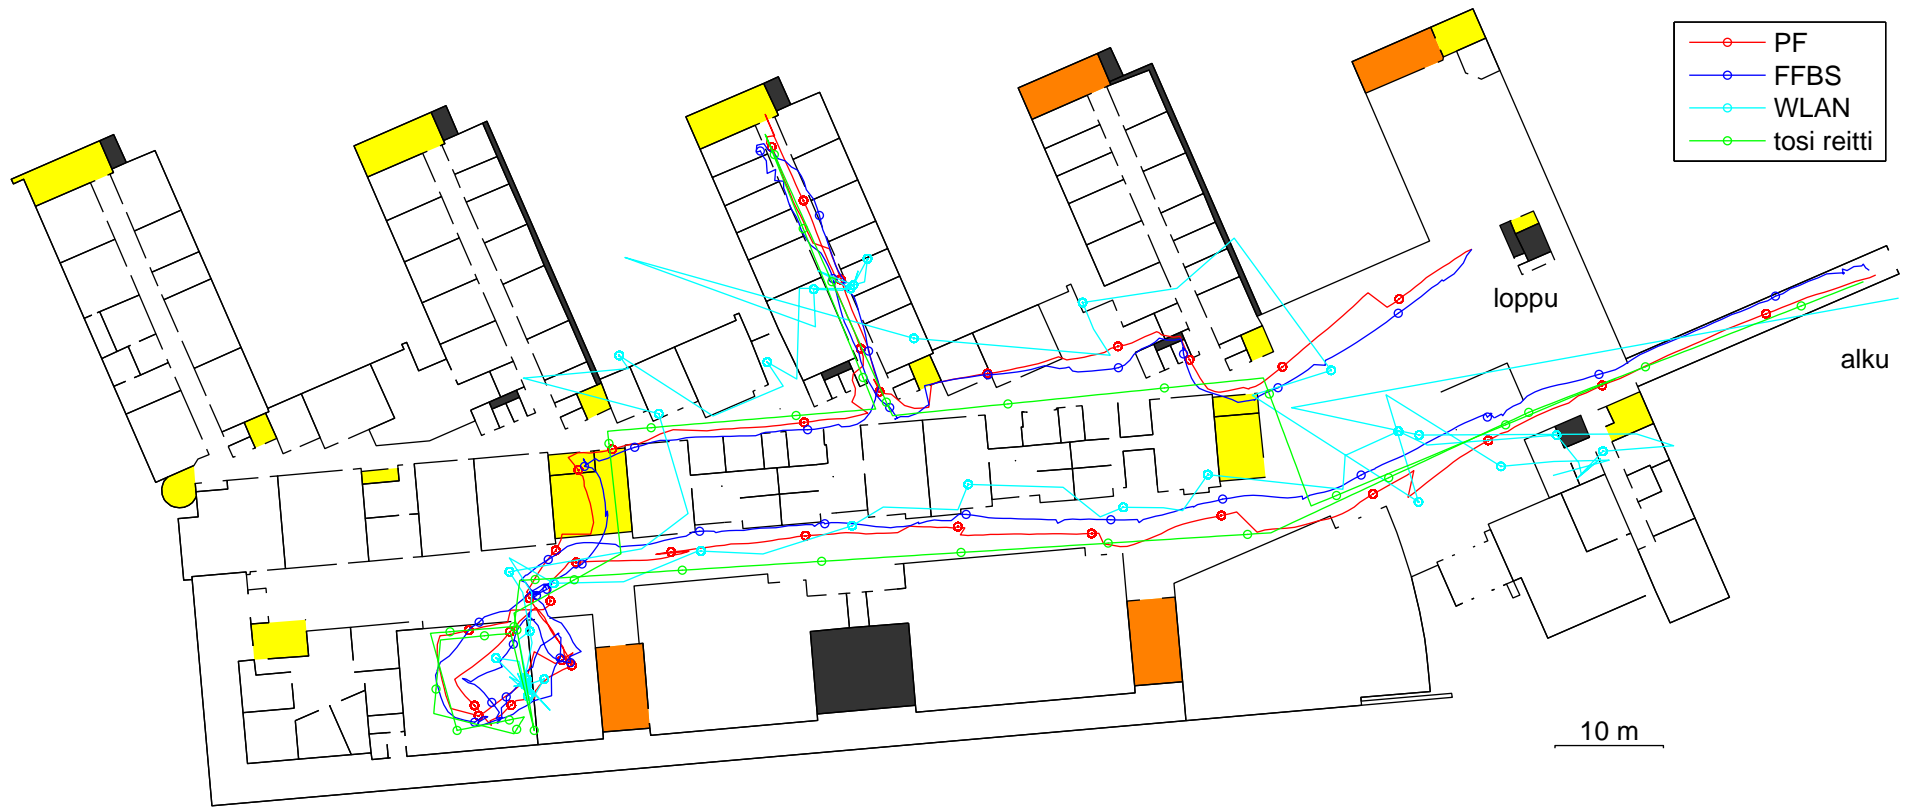 PF
FFBS
WLAN
tosi reitti
loppu
alku
10 m